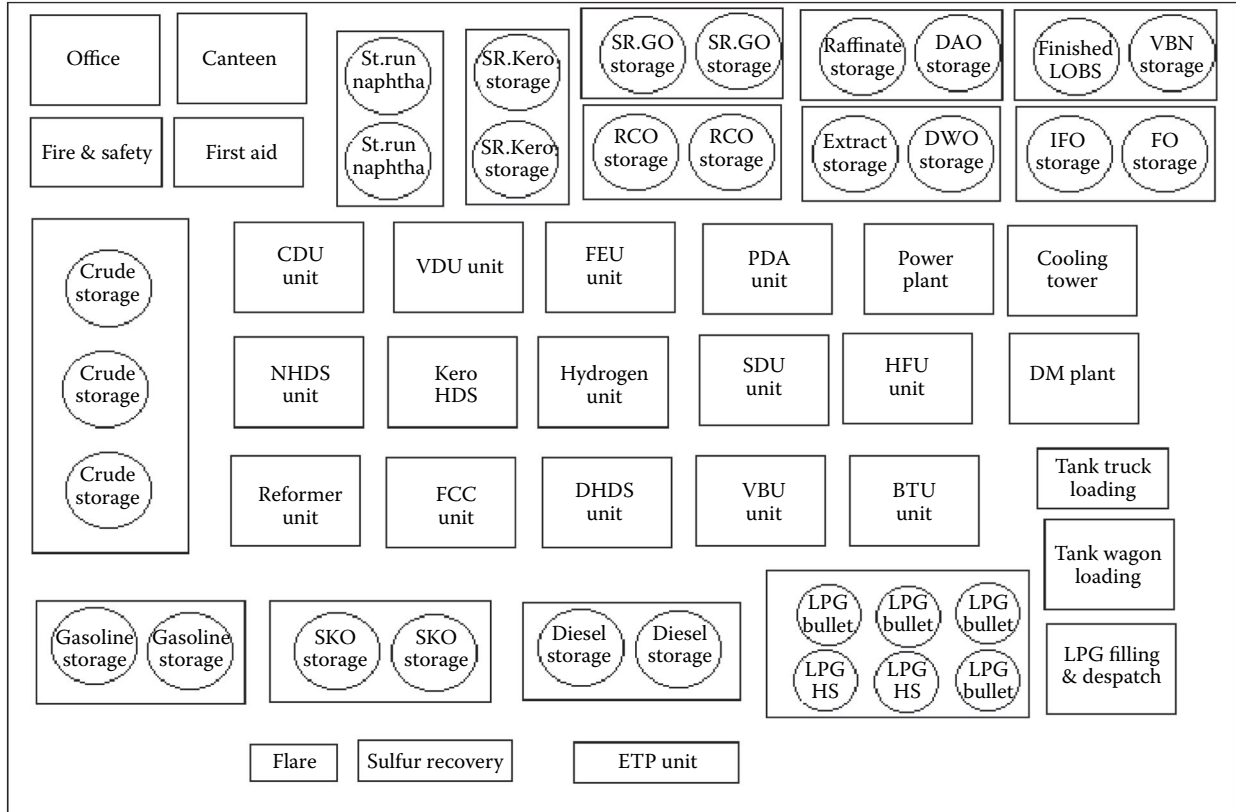 Office
Canteen
St.run
naphtha
St.run
naphtha
SR.Kero.
storage
SR.Kero.
storage
SR.GO
storage
SR.GO
storage
RCO
storage
RCO
storage
Raffinate
storage
DAO
storage
Extract
storage
DWO
storage
Finished
LOBS
VBN
storage
IFO
storage
FO
storage
Fire & safety
First aid
Crude
storage
Crude
storage
Crude
storage
CDU
unit
VDU unit
FEU
unit
PDA
unit
Power
plant
Cooling
tower
NHDS
unit
Kero
HDS
Hydrogen
unit
SDU
unit
HFU
unit
DM plant
Reformer
unit
FCC
unit
DHDS
unit
VBU
unit
BTU
unit
Tank truck
loading
Tank wagon
loading
Gasoline
storage
Gasoline
storage
SKO
storage
SKO
storage
Diesel
storage
Diesel
storage
LPG
bullet
LPG
bullet
LPG
bullet
LPG
HS
LPG
HS
LPG
bullet
LPG filling
& despatch
Flare
Sulfur recovery
ETP unit